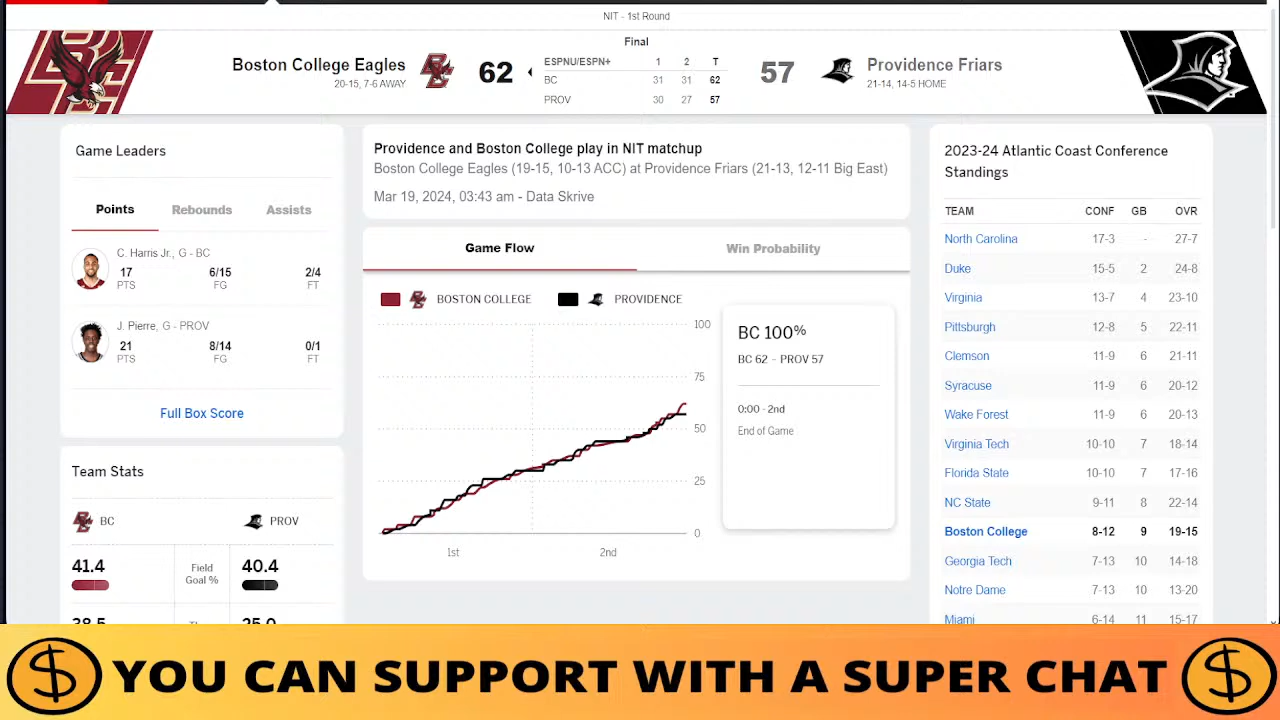 NIT - 1st Round
Final
Boston College Eagles
20-15, 7-6 AWAY
62
ESPNU/ESPN+ 1 2 T
BC 31 31 62
PROV 30 27 57
57
Providence Friars
21-14, 14-5 HOME
Game Leaders
Points Rebounds Assists
C. Harris Jr., G - BC
17 6/15 2/4
PTS FG FT
J. Pierre, G - PROV
21 8/14 0/1
PTS FG FT
Full Box Score
Team Stats
BC PROV
41.4 Field Goal % 40.4
38.5 25.0
Providence and Boston College play in NIT matchup
Boston College Eagles (19-15, 10-13 ACC) at Providence Friars (21-13, 12-11 Big East)
Mar 19, 2024, 03:43 am - Data Skrive
Game Flow Win Probability
BOSTON COLLEGE PROVIDENCE
100
75
50
25
0
1st 2nd
BC 100%
BC 62 - PROV 57
0:00 - 2nd
End of Game
2023-24 Atlantic Coast Conference
Standings
TEAM CONF GB OVR
North Carolina 17-3 - 27-7
Duke 15-5 2 24-8
Virginia 13-7 4 23-10
Pittsburgh 12-8 5 22-11
Clemson 11-9 6 21-11
Syracuse 11-9 6 20-12
Wake Forest 11-9 6 20-13
Virginia Tech 10-10 7 18-14
Florida State 10-10 7 17-16
NC State 9-11 8 22-14
Boston College 8-12 9 19-15
Georgia Tech 7-13 10 14-18
Notre Dame 7-13 10 13-20
Miami 6-14 11 15-17
YOU CAN SUPPORT WITH A SUPER CHAT